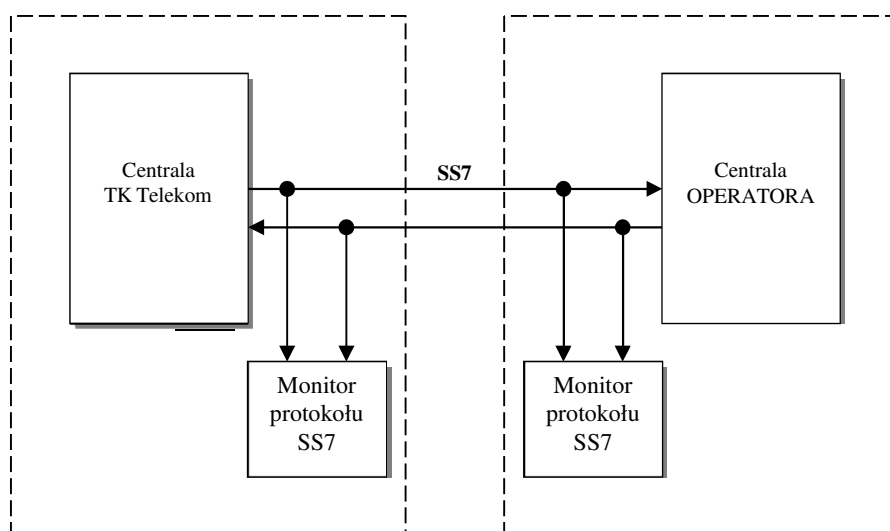 Centrala
TK Telekom
SS7
Centrala
OPERATORA
Monitor
protokołu
SS7
Monitor
protokołu
SS7